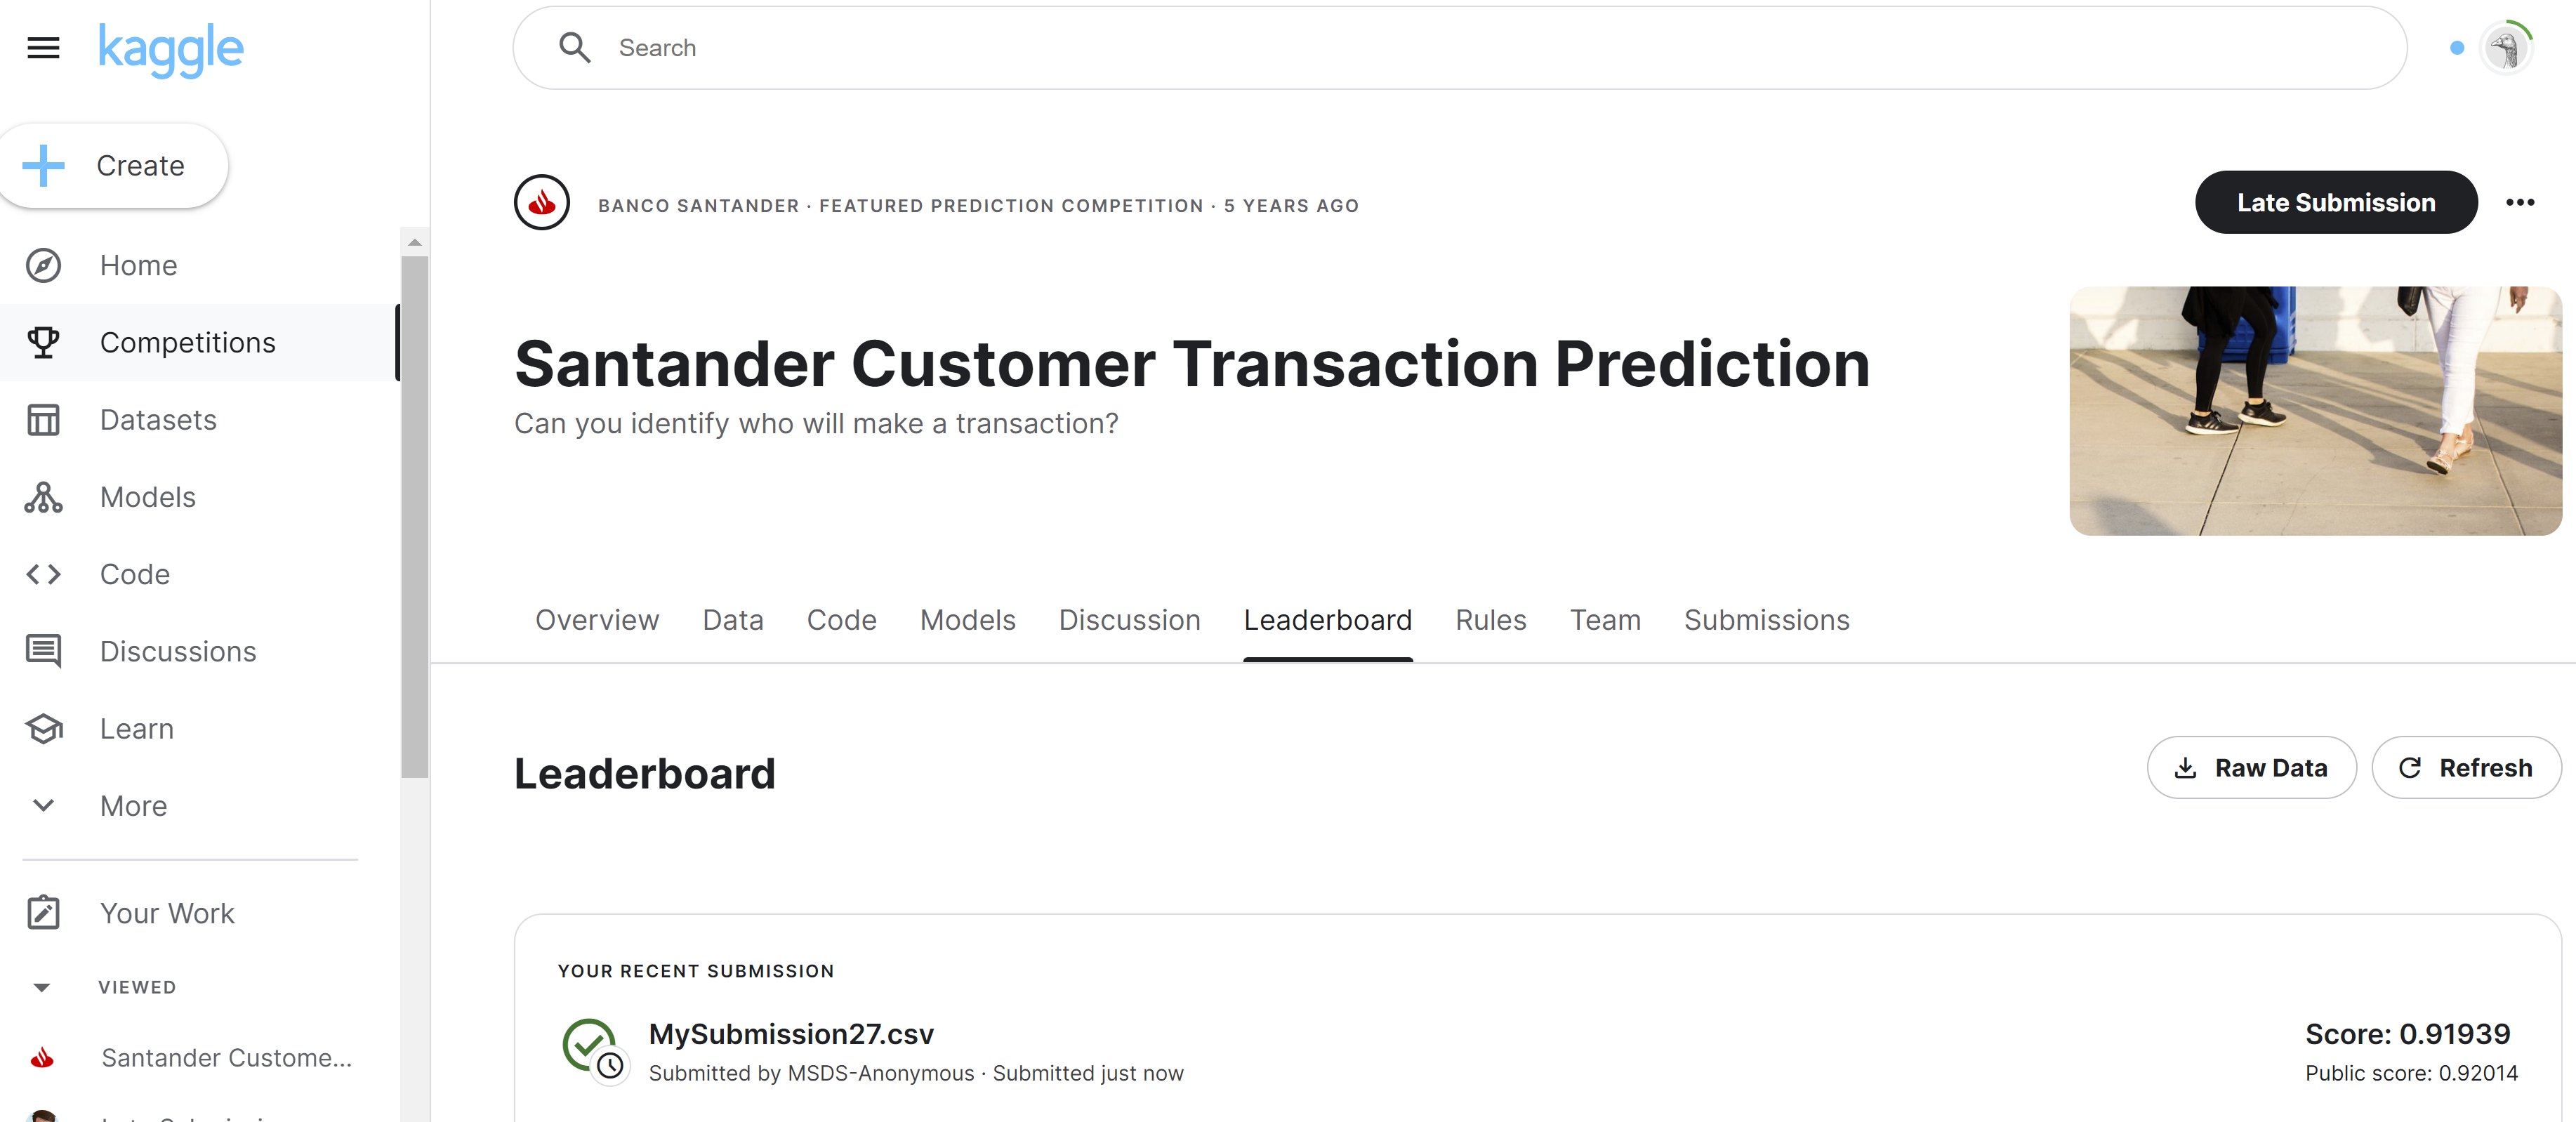 kaggle
Search
Create
Home
Competitions
Datasets
Models
Code
Discussions
Learn
More
Your Work
VIEWED
Santander Custome...
BANCO SANTANDER · FEATURED PREDICTION COMPETITION · 5 YEARS AGO
Late Submission
Santander Customer Transaction Prediction
Can you identify who will make a transaction?
Overview Data Code Models Discussion Leaderboard Rules Team Submissions
Leaderboard
Raw Data Refresh
YOUR RECENT SUBMISSION
MySubmission27.csv
Submitted by MSDS-Anonymous · Submitted just now
Score: 0.91939
Public score: 0.92014